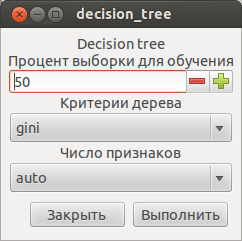 decision_tree
Decision tree
Процент выборки для обучения
50
Критерии дерева
gini
Число признаков
auto
Закрыть
Выполнить